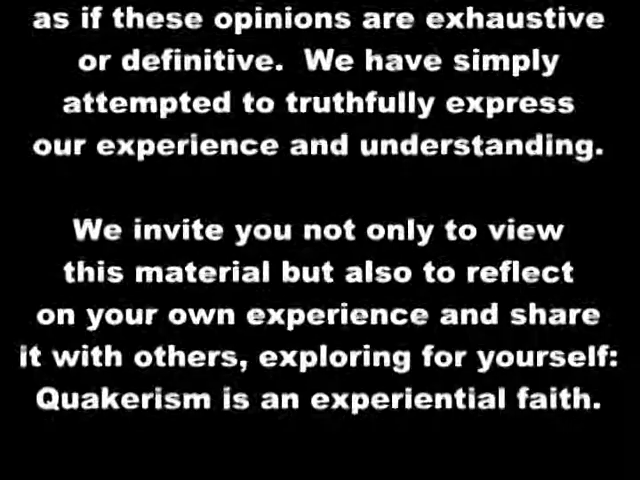 as if these opinions are exhaustive
or definitive.  We have simply
attempted to truthfully express
our experience and understanding.
We invite you not only to view
this material but also to reflect
on your own experience and share
it with others, exploring for yourself:
Quakerism is an experiential faith.